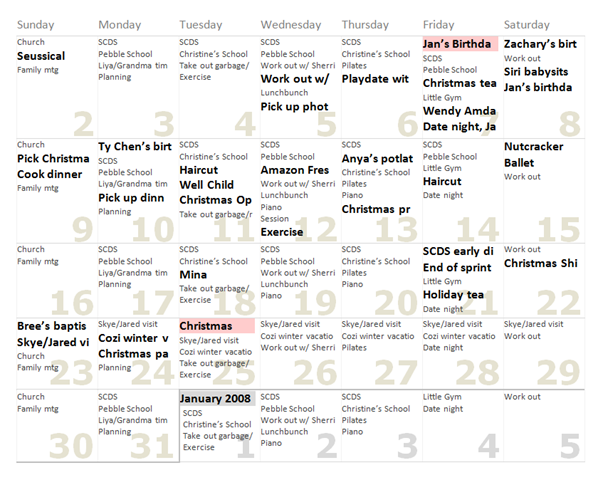 Sunday
Monday
Tuesday
Wednesday
Thursday
Friday
Saturday
Church
Seussical
Family mtg
2
SCDS
Pebble School
Liya/Grandma tim
Planning
3
SCDS
Christine's School
Take out garbage/
Exercise
4
SCDS
Pebble School
Work out w/ Sherri
Work out w/
Lunchbunch
Pick up phot
5
SCDS
Christine's School
Pilates
Playdate wit
6
Jan's Birthda
SCDS
Pebble School
Christmas tea
Little Gym
Wendy Amda
Date night, Ja
7
Zachary's birt
Work out
Siri babysits
Jan's birthda
8
Church
Pick Christma
Cook dinner
Family mtg
9
Ty Chen's birt
SCDS
Pebble School
Liya/Grandma tim
Pick up dinn
Planning
10
SCDS
Christine's School
Haircut
Well Child
Christmas Op
Take out garbage/r
11
SCDS
Pebble School
Amazon Fres
Work out w/ Sherri
Lunchbunch
Piano
Session
Exercise
12
Anya's potlat
SCDS
Christine's School
Pilates
Piano
Christmas pr
13
SCDS
Pebble School
Little Gym
Haircut
Date night
14
Nutcracker
Ballet
Work out
15
Church
Family mtg
16
SCDS
Pebble School
Liya/Grandma tim
Planning
17
SCDS
Christine's School
Mina
Take out garbage/
Exercise
18
SCDS
Pebble School
Work out w/ Sherri
Lunchbunch
Piano
19
SCDS
Christine's School
Pilates
Piano
20
SCDS early di
End of sprint
Little Gym
Holiday tea
Date night
21
Work out
Christmas Shi
22
Bree's baptis
Skye/Jared vi
Church
Family mtg
23
Skye/Jared visit
Cozi winter v
Christmas pa
Planning
24
Christmas
Skye/Jared visit
Cozi winter vacatio
Take out garbage/
Exercise
25
Skye/Jared visit
Cozi winter vacatio
Work out w/ Sherri
26
Skye/Jared visit
Cozi winter vacatio
Pilates
27
Skye/Jared visit
Cozi winter vacatio
Date night
28
Skye/Jared visit
Work out
29
Church
Family mtg
30
SCDS
Pebble School
Liya/Grandma tim
Planning
31
January 2008
SCDS
Christine's School
Take out garbage/
Exercise
1
SCDS
Pebble School
Work out w/ Sherri
Lunchbunch
Piano
2
SCDS
Christine's School
Pilates
Piano
3
Little Gym
Date night
4
Work out
5